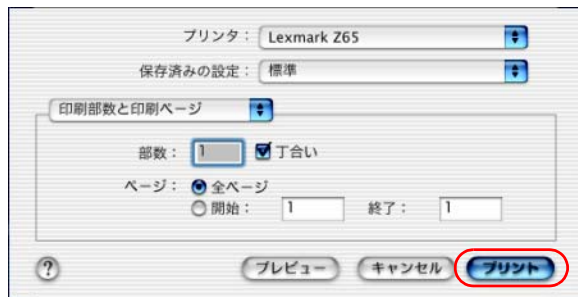 プリンタ： Lexmark Z65
保存済みの設定： 標準
印刷部数と印刷ページ
部数： 1 丁合い
ページ： 全ページ
開始： 1 終了： 1
? プレビュー キャンセル プリント